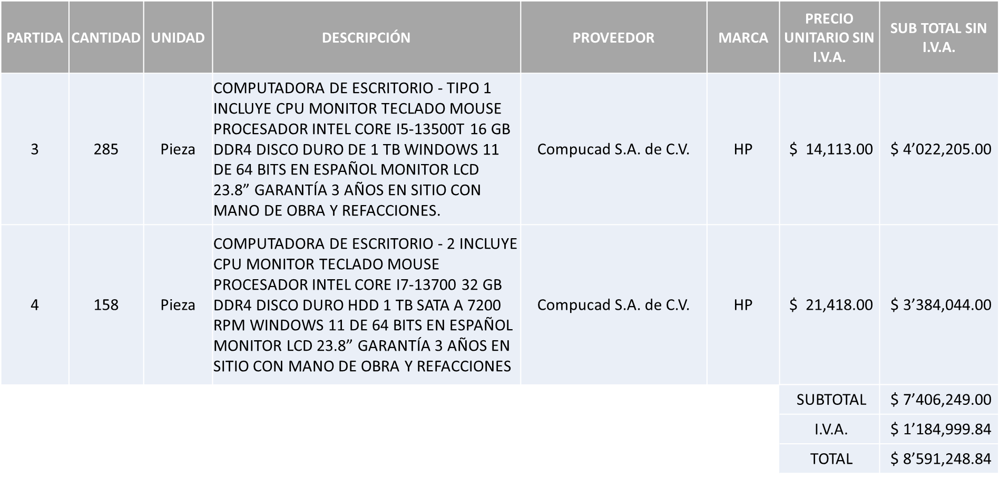 PARTIDA CANTIDAD UNIDAD DESCRIPCIÓN PROVEEDOR MARCA PRECIO UNITARIO SIN I.V.A. SUB TOTAL SIN I.V.A.
3 285 Pieza
COMPUTADORA DE ESCRITORIO - TIPO 1
INCLUYE CPU MONITOR TECLADO MOUSE
PROCESADOR INTEL CORE I5-13500T 16 GB
DDR4 DISCO DURO DE 1 TB WINDOWS 11
DE 64 BITS EN ESPAÑOL MONITOR LCD
23.8” GARANTÍA 3 AÑOS EN SITIO CON
MANO DE OBRA Y REFACCIONES.
Compucad S.A. de C.V. HP $ 14,113.00 $ 4’022,205.00
4 158 Pieza
COMPUTADORA DE ESCRITORIO - 2 INCLUYE
CPU MONITOR TECLADO MOUSE
PROCESADOR INTEL CORE I7-13700 32 GB
DDR4 DISCO DURO HDD 1 TB SATA A 7200
RPM WINDOWS 11 DE 64 BITS EN ESPAÑOL
MONITOR LCD 23.8” GARANTÍA 3 AÑOS EN
SITIO CON MANO DE OBRA Y REFACCIONES
Compucad S.A. de C.V. HP $ 21,418.00 $ 3’384,044.00
SUBTOTAL $ 7’406,249.00
I.V.A. $ 1’184,999.84
TOTAL $ 8’591,248.84